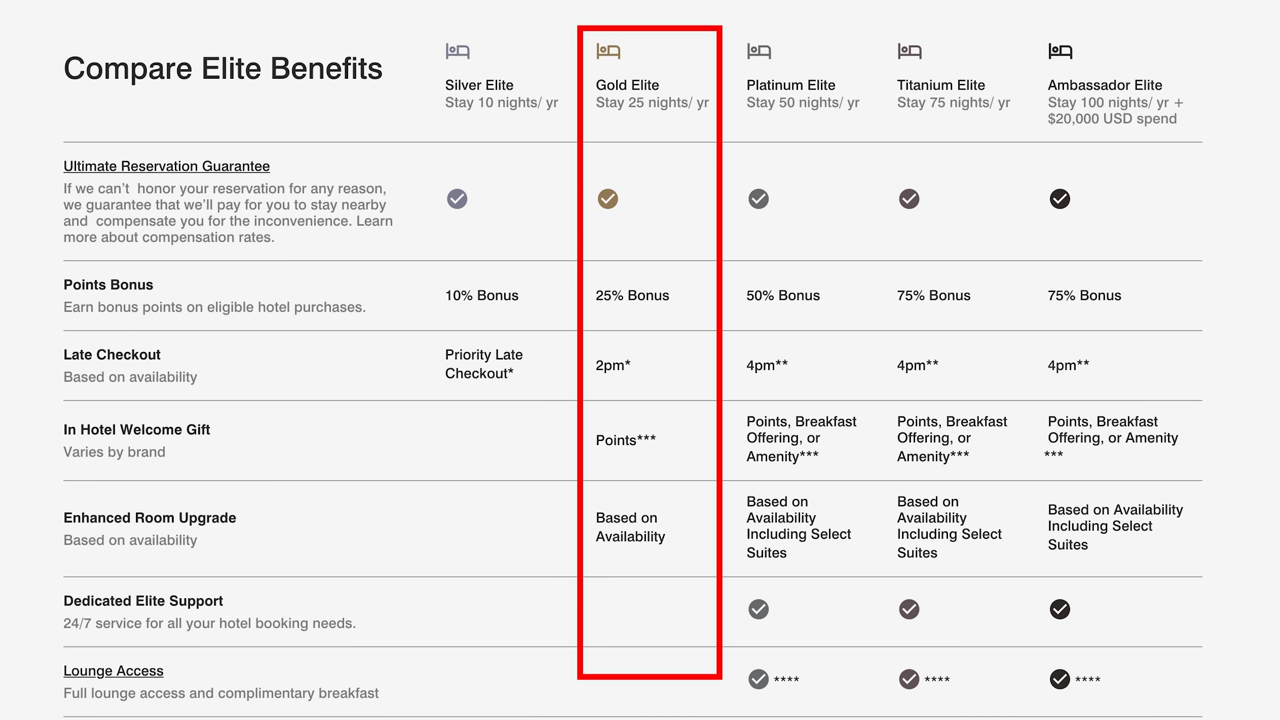 Compare Elite Benefits
Silver Elite
Stay 10 nights/ yr
Gold Elite
Stay 25 nights/ yr
Platinum Elite
Stay 50 nights/ yr
Titanium Elite
Stay 75 nights/ yr
Ambassador Elite
Stay 100 nights/ yr +
$20,000 USD spend
Ultimate Reservation Guarantee
If we can't  honor your reservation for any reason,
we guarantee that we'll pay for you to stay nearby
and  compensate you for the inconvenience. Learn
more about compensation rates.
Points Bonus
Earn bonus points on eligible hotel purchases.
10% Bonus
25% Bonus
50% Bonus
75% Bonus
75% Bonus
Late Checkout
Based on availability
Priority Late
Checkout*
2pm*
4pm**
4pm**
4pm**
In Hotel Welcome Gift
Varies by brand
Points***
Points, Breakfast
Offering, or
Amenity***
Points, Breakfast
Offering, or
Amenity***
Points, Breakfast
Offering, or Amenity
***
Enhanced Room Upgrade
Based on availability
Based on
Availability
Based on
Availability
Including Select
Suites
Based on
Availability
Including Select
Suites
Based on Availability
Including Select
Suites
Dedicated Elite Support
24/7 service for all your hotel booking needs.
Lounge Access
Full lounge access and complimentary breakfast
****
****
****